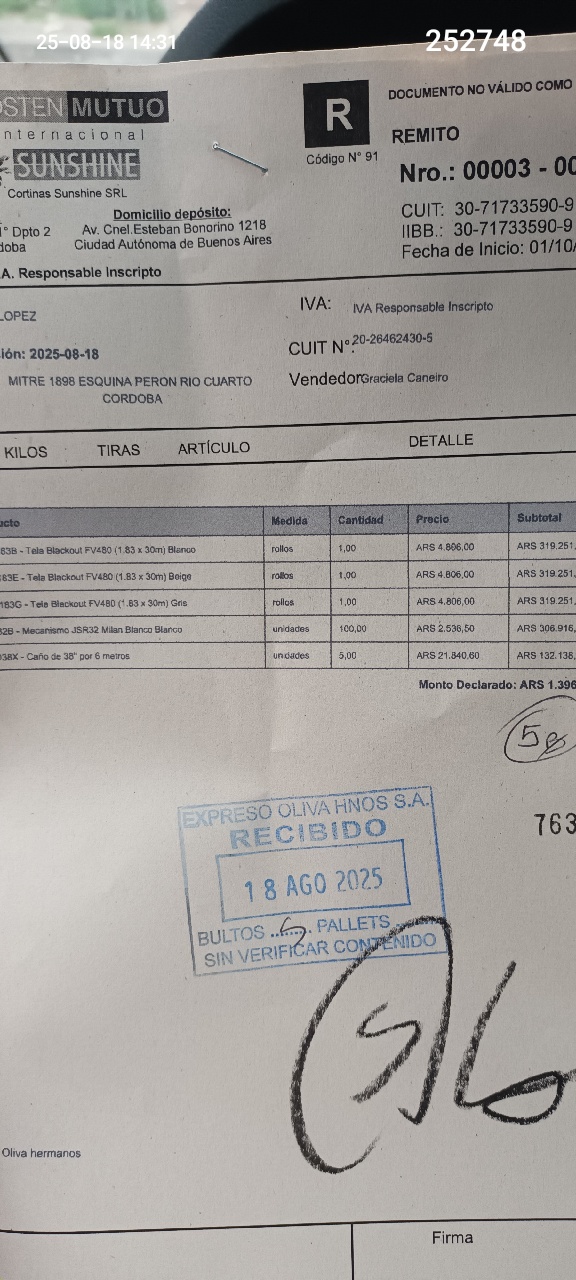 25-08-18 14:31
252748
OSTEN MUTUO
nternacional
SUNSHINE
Cortinas Sunshine SRL
Domicilio depósito:
Av. Cnel.Esteban Bonorino 1218
Ciudad Autónoma de Buenos Aires
° Dpto 2
doba
A. Responsable Inscripto
R
Código N° 91
DOCUMENTO NO VÁLIDO COMO
REMITO
Nro.: 00003 - 00
CUIT: 30-71733590-9
IIBB.: 30-71733590-9
Fecha de Inicio: 01/10/
LOPEZ
ión: 2025-08-18
MITRE 1898 ESQUINA PERON RIO CUARTO
CORDOBA
IVA: IVA Responsable Inscripto
CUIT N°: 20-26462430-5
Vendedor Graciela Caneiro
KILOS TIRAS ARTÍCULO DETALLE
ucto Medida Cantidad Precio Subtotal
83B - Tela Blackout FV480 (1.83 x 30m) Blanco rollos 1,00 ARS 4.806,00 ARS 319.251,
83E - Tela Blackout FV480 (1.83 x 30m) Beige rollos 1,00 ARS 4.806,00 ARS 319.251,
183G - Tela Blackout FV480 (1.83 x 30m) Gris rollos 1,00 ARS 4.806,00 ARS 319.251,
32B - Mecanismo JSR32 Milan Blanco Blanco unidades 100,00 ARS 2.536,50 ARS 306.916,
38X - Caño de 38" por 6 metros unidades 5,00 ARS 21.840,60 ARS 132.138,
Monto Declarado: ARS 1.396
763
EXPRESO OLIVA HNOS S.A.
RECIBIDO
18 AGO 2025
BULTOS ..5.... PALLETS
SIN VERIFICAR CONTENIDO
Oliva hermanos
Firma